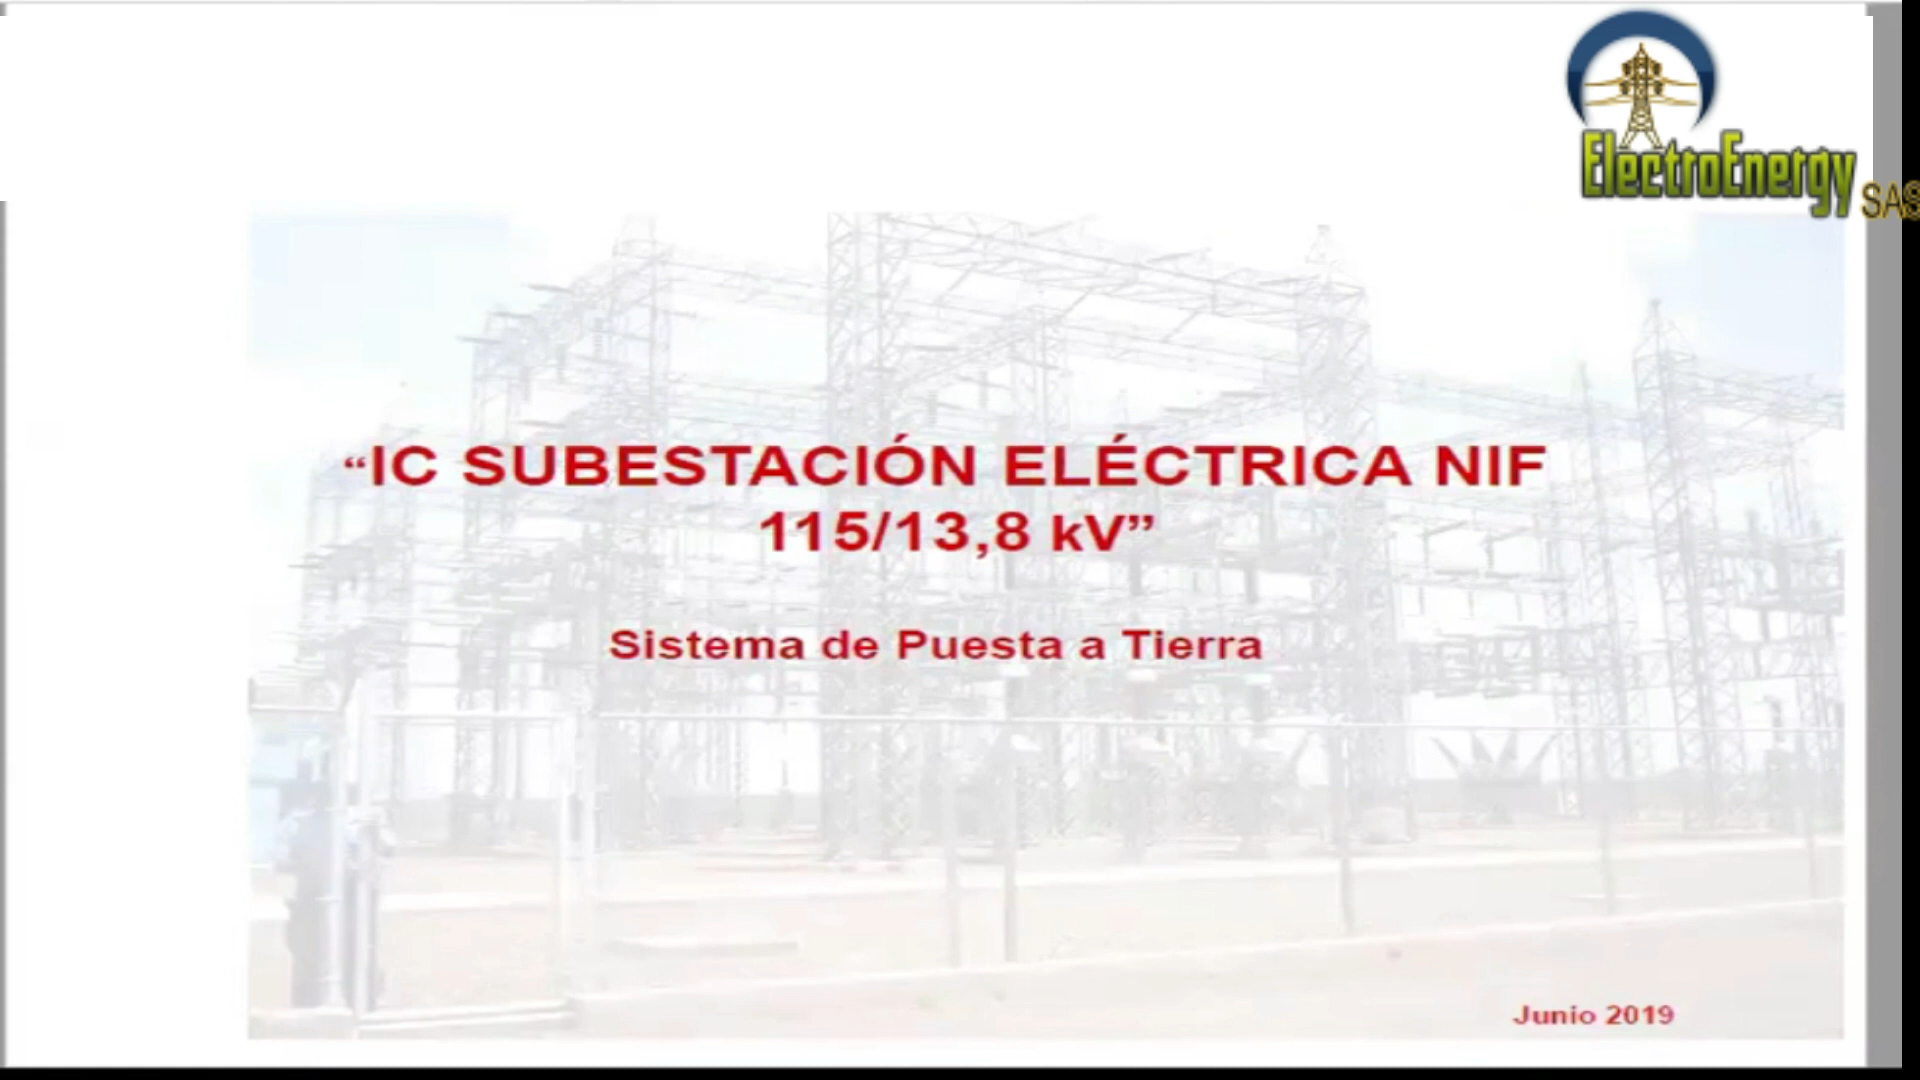 ElectroEnergy SAS
“IC SUBESTACIÓN ELÉCTRICA NIF
115/13,8 kV”
Sistema de Puesta a Tierra
Junio 2019